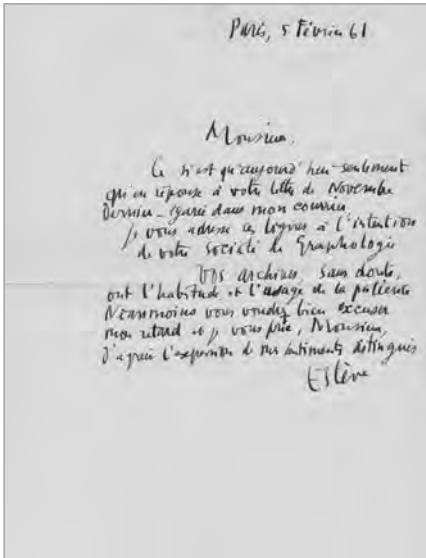 Paris, 5 Février 61
Monsieur,
Ce n'est qu'aujourd'hui seulement
qu'en réponse à votre lettre de Novembre
Dernier - égarée dans mon courrier
je vous adresse ces lignes à l'intention
de votre Société de Graphologie
Vos archives, sans doute,
ont l'habitude et l'usage de la patience
Néanmoins vous voudrez bien excuser
mon retard et je vous prie, Monsieur,
d'agréer l'expression de mes sentiments distingués
Estève